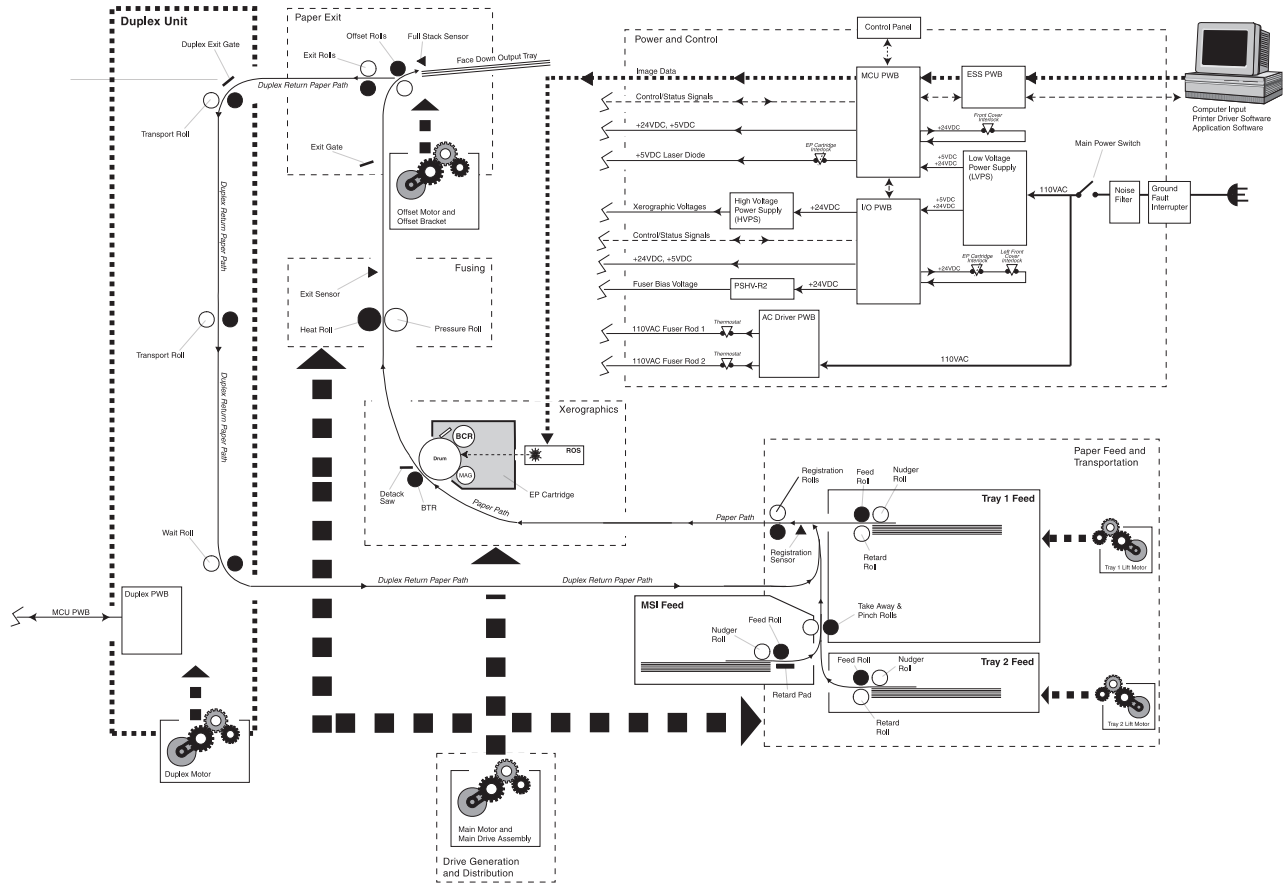 Duplex Unit
Duplex Exit Gate
Transport Roll
Duplex Return Paper Path
Transport Roll
Duplex Return Paper Path
Wait Roll
Duplex PWB
MCU PWB
Duplex Motor
Paper Exit
Offset Rolls
Exit Rolls
Full Stack Sensor
Face Down Output Tray
Duplex Return Paper Path
Exit Gate
Offset Motor and
Offset Bracket
Fusing
Exit Sensor
Heat Roll
Pressure Roll
Xerographics
BCR
Drum
MAG
ROS
EP Cartridge
Detack
Saw
BTR
Paper Path
Duplex Return Paper Path
Duplex Return Paper Path
Main Motor and
Main Drive Assembly
Drive Generation
and Distribution
Power and Control
Control Panel
Image Data
MCU PWB
ESS PWB
Computer Input
Printer Driver Software
Application Software
Control/Status Signals
+24VDC, +5VDC
+24VDC
Front Cover
Interlock
+5VDC Laser Diode
EP Cartridge
Interlock
+5VDC
+24VDC
Low Voltage
Power Supply
(LVPS)
Main Power Switch
110VAC
Noise
Filter
Ground
Fault
Interrupter
Xerographic Voltages
High Voltage
Power Supply
(HVPS)
+24VDC
I/O PWB
+5VDC
+24VDC
Control/Status Signals
+24VDC, +5VDC
+24VDC
EP Cartridge
Interlock
Left Front
Cover
Interlock
Fuser Bias Voltage
PSHV-R2
+24VDC
110VAC Fuser Rod 1
Thermostat
AC Driver PWB
110VAC Fuser Rod 2
Thermostat
110VAC
Paper Feed and
Transportation
Registration
Rolls
Feed
Roll
Nudger
Roll
Tray 1 Feed
Paper Path
Registration
Sensor
Retard
Roll
Tray 1 Lift Motor
MSI Feed
Take Away &
Pinch Rolls
Feed Roll
Nudger
Roll
Retard Pad
Tray 2 Feed
Feed Roll
Nudger
Roll
Retard
Roll
Tray 2 Lift Motor